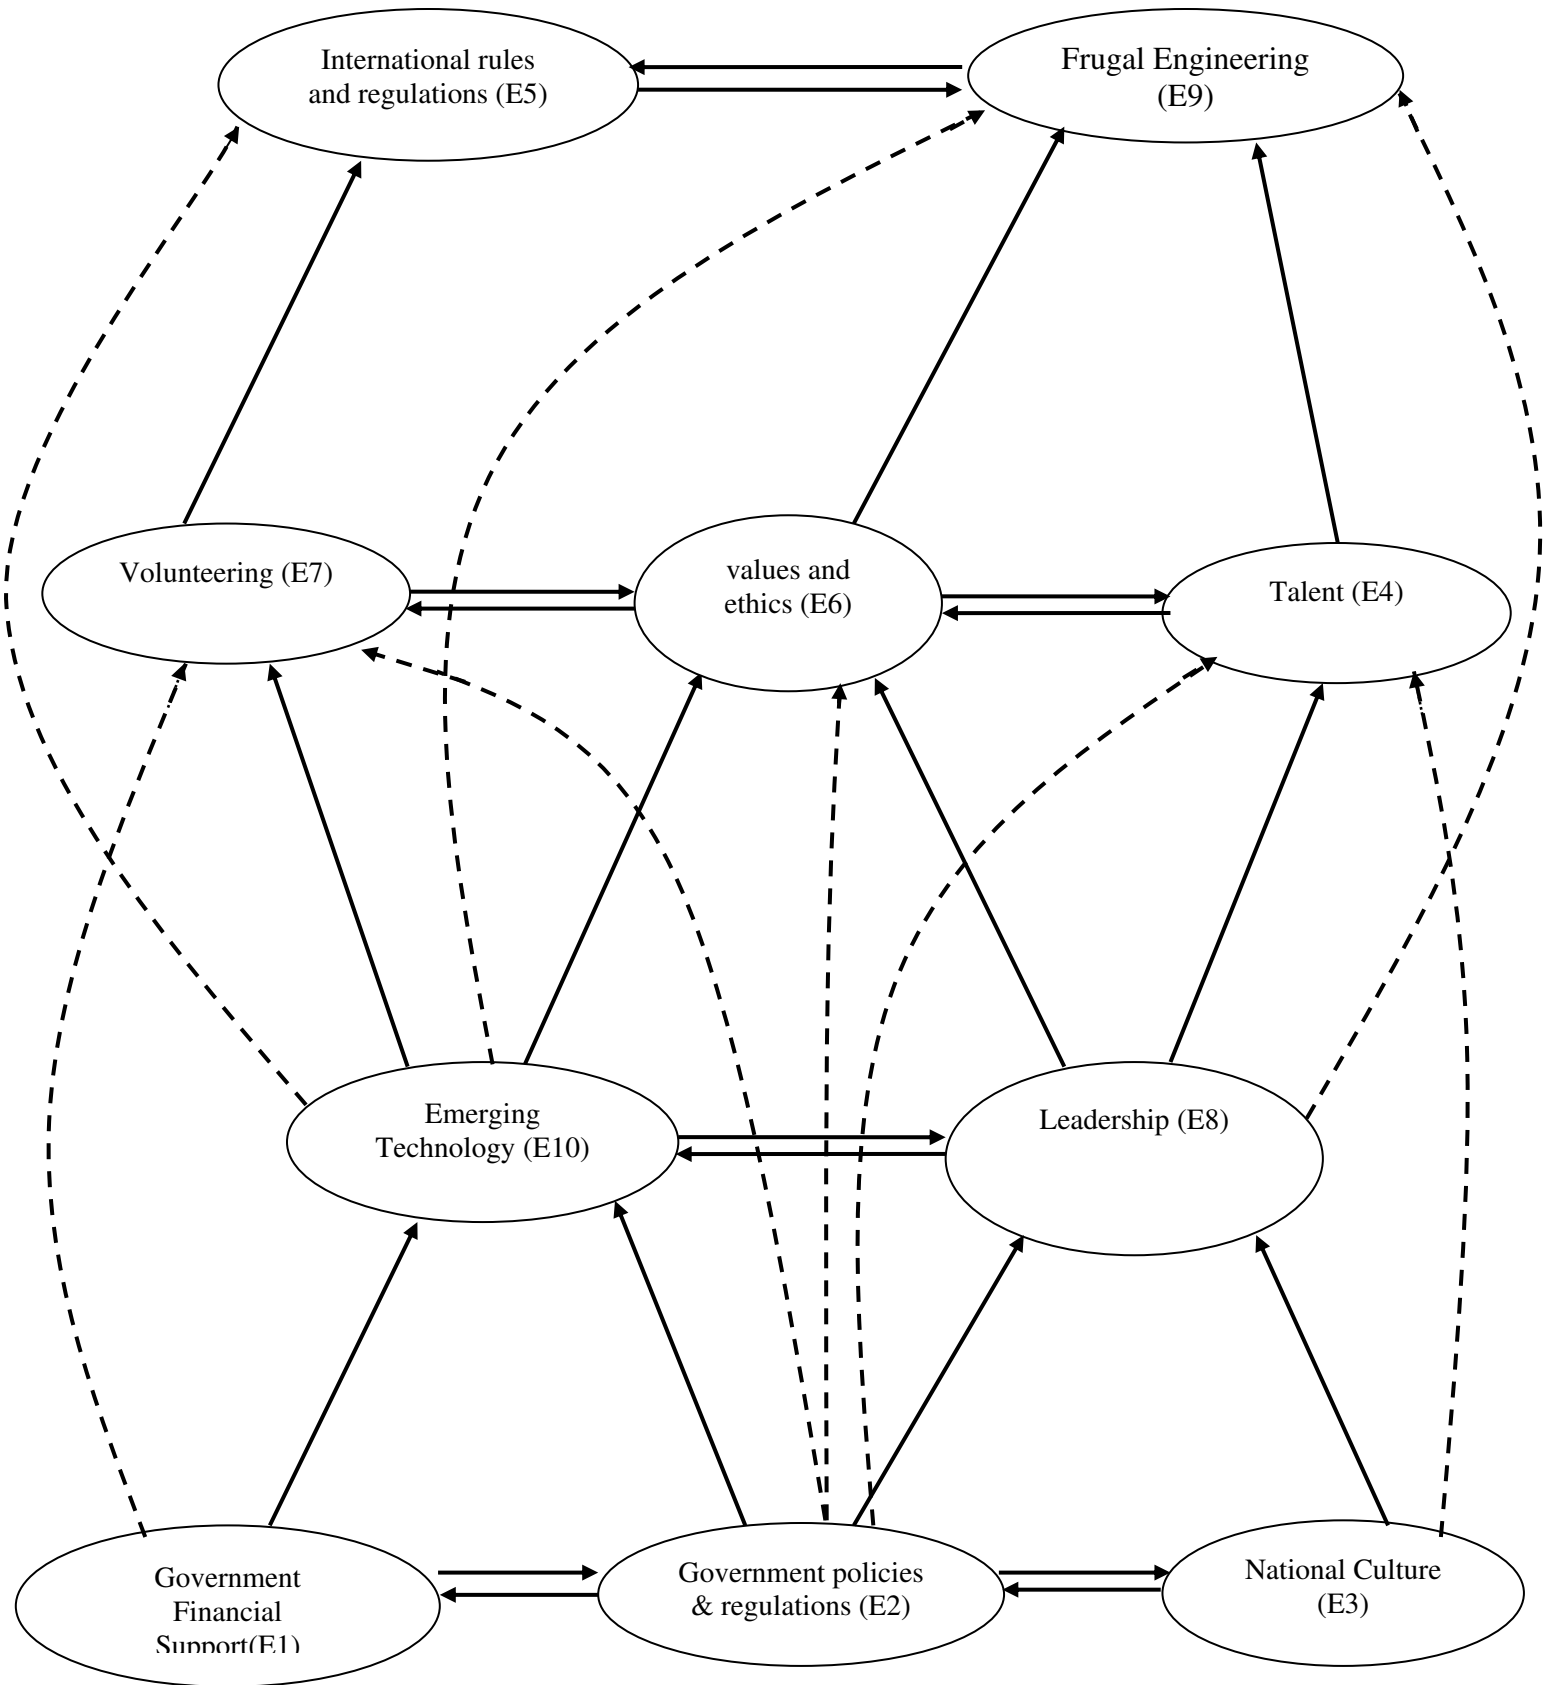 International rules
and regulations (E5)
Frugal Engineering
(E9)
Volunteering (E7)
values and
ethics (E6)
Talent (E4)
Emerging
Technology (E10)
Leadership (E8)
Government
Financial
Support(E1)
Government policies
& regulations (E2)
National Culture
(E3)